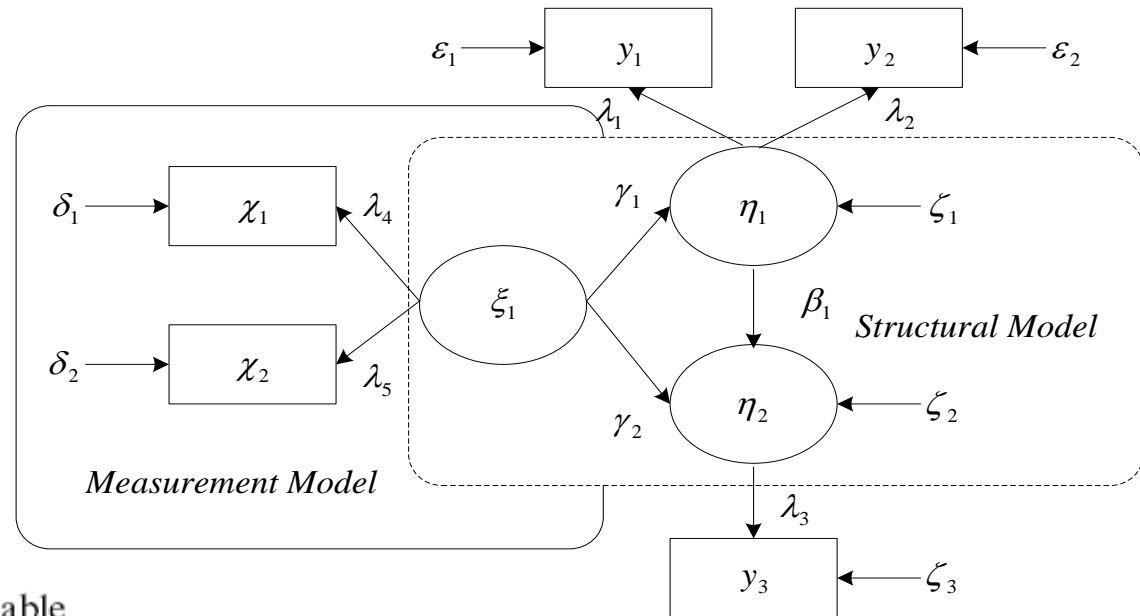 ε₁
y₁
y₂
ε₂
λ₁
λ₂
δ₁
χ₁
λ₄
γ₁
η₁
ζ₁
ξ₁
β₁
Structural Model
δ₂
χ₂
λ₅
γ₂
η₂
ζ₂
Measurement Model
λ₃
y₃
ζ₃
able